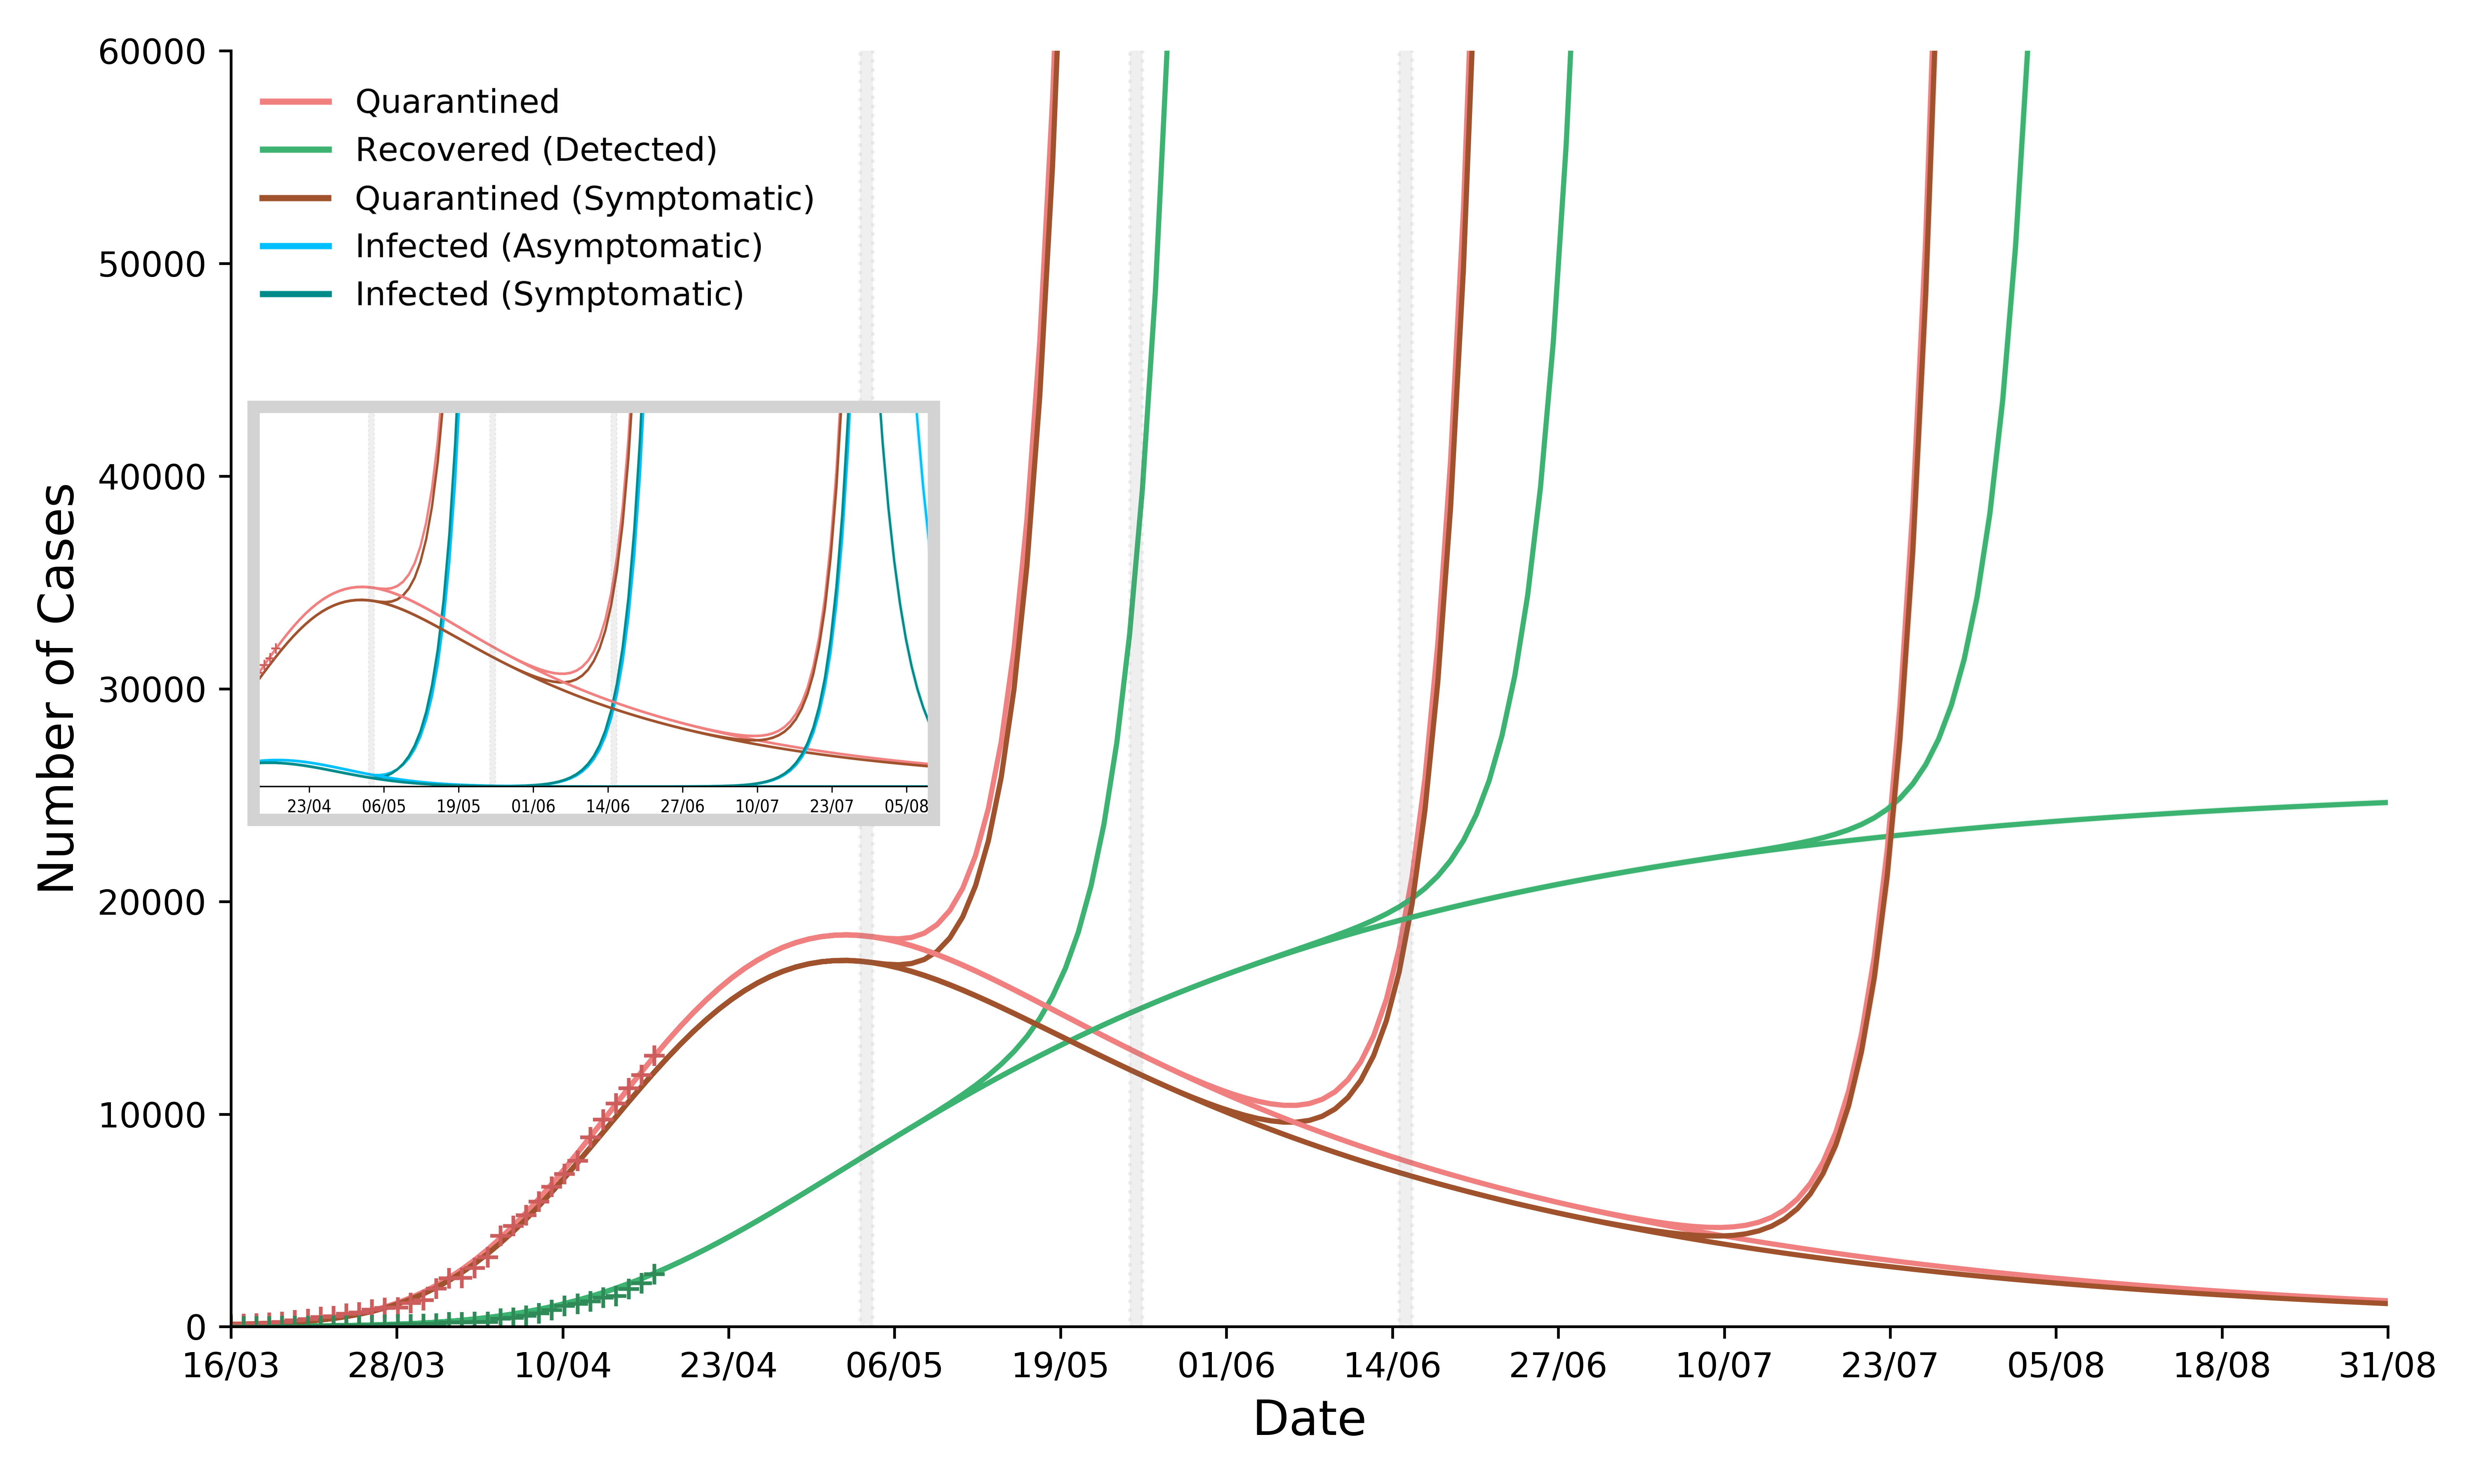 60000
50000
40000
30000
20000
10000
0
Number of Cases
Quarantined
Recovered (Detected)
Quarantined (Symptomatic)
Infected (Asymptomatic)
Infected (Symptomatic)
23/04 06/05 19/05 01/06 14/06 27/06 10/07 23/07 05/08
16/03 28/03 10/04 23/04 06/05 19/05 01/06 14/06 27/06 10/07 23/07 05/08 18/08 31/08
Date